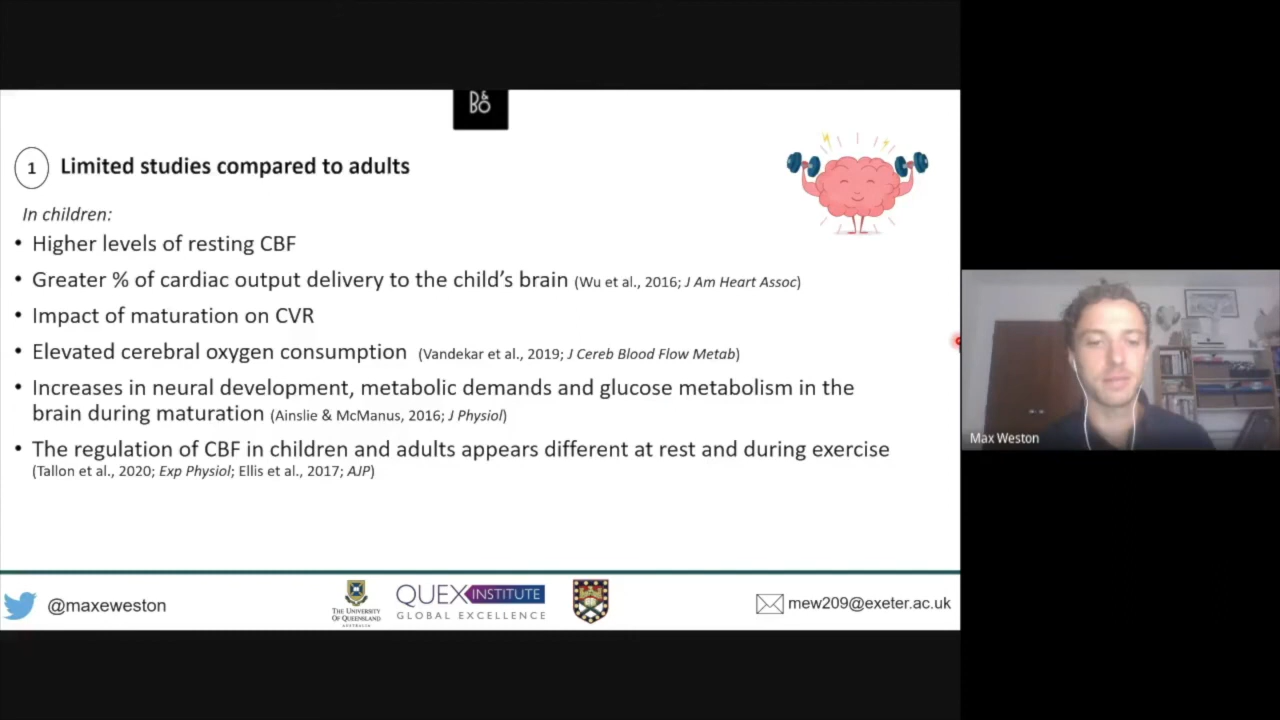 B&O
1
Limited studies compared to adults
In children:
• Higher levels of resting CBF
• Greater % of cardiac output delivery to the child’s brain (Wu et al., 2016; J Am Heart Assoc)
• Impact of maturation on CVR
• Elevated cerebral oxygen consumption (Vandekar et al., 2019; J Cereb Blood Flow Metab)
• Increases in neural development, metabolic demands and glucose metabolism in the
brain during maturation (Ainslie & McManus, 2016; J Physiol)
• The regulation of CBF in children and adults appears different at rest and during exercise
(Tallon et al., 2020; Exp Physiol; Ellis et al., 2017; AJP)
Max Weston
@maxeweston
THE UNIVERSITY
OF QUEENSLAND
AUSTRALIA
QUEX INSTITUTE
GLOBAL EXCELLENCE
mew209@exeter.ac.uk